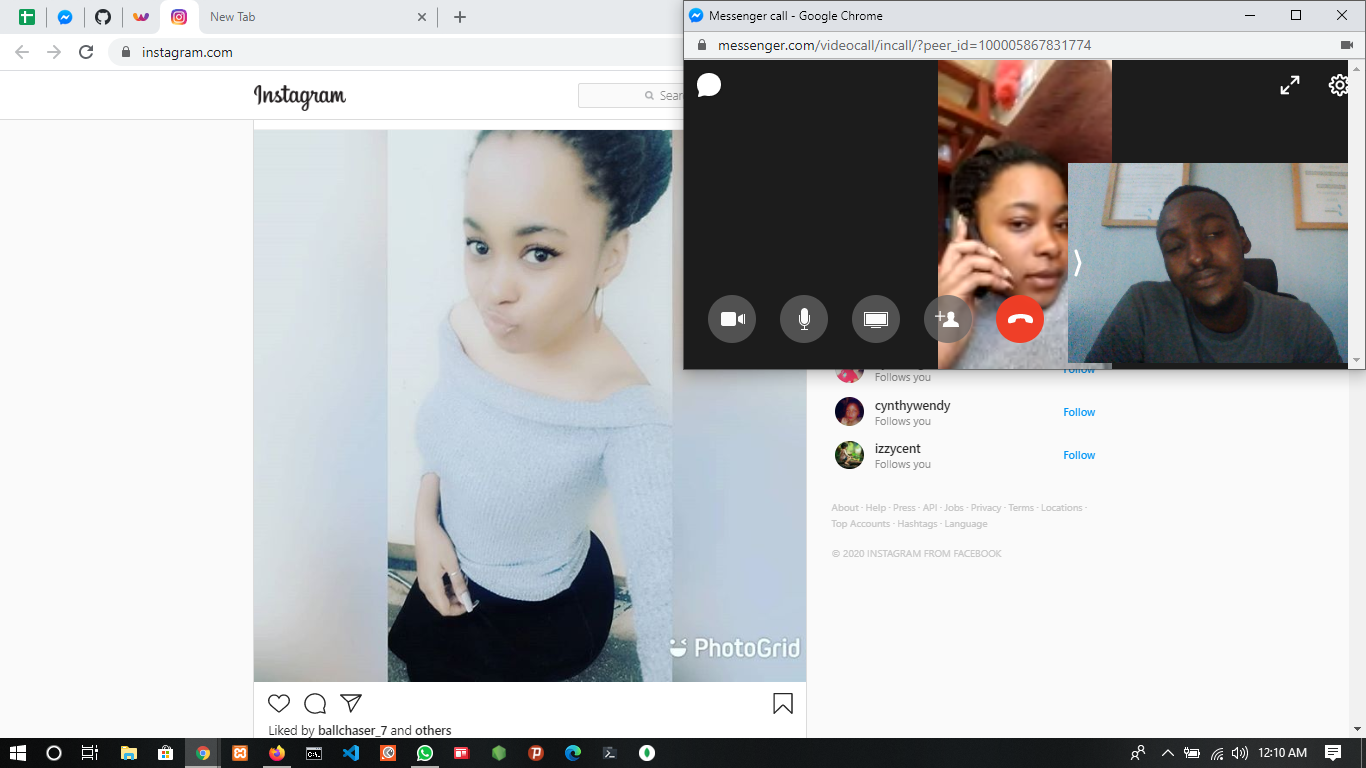 New Tab
Messenger call - Google Chrome
instagram.com
messenger.com/videocall/incall/?peer_id=100005867831774
Instagram
Sear
PhotoGrid
Follows you
Follow
cynthywendy
Follow
Follows you
izzycent
Follow
Follows you
About · Help · Press · API · Jobs · Privacy · Terms · Locations ·
Top Accounts · Hashtags · Language
© 2020 INSTAGRAM FROM FACEBOOK
Liked by ballchaser_7 and others
12:10 AM